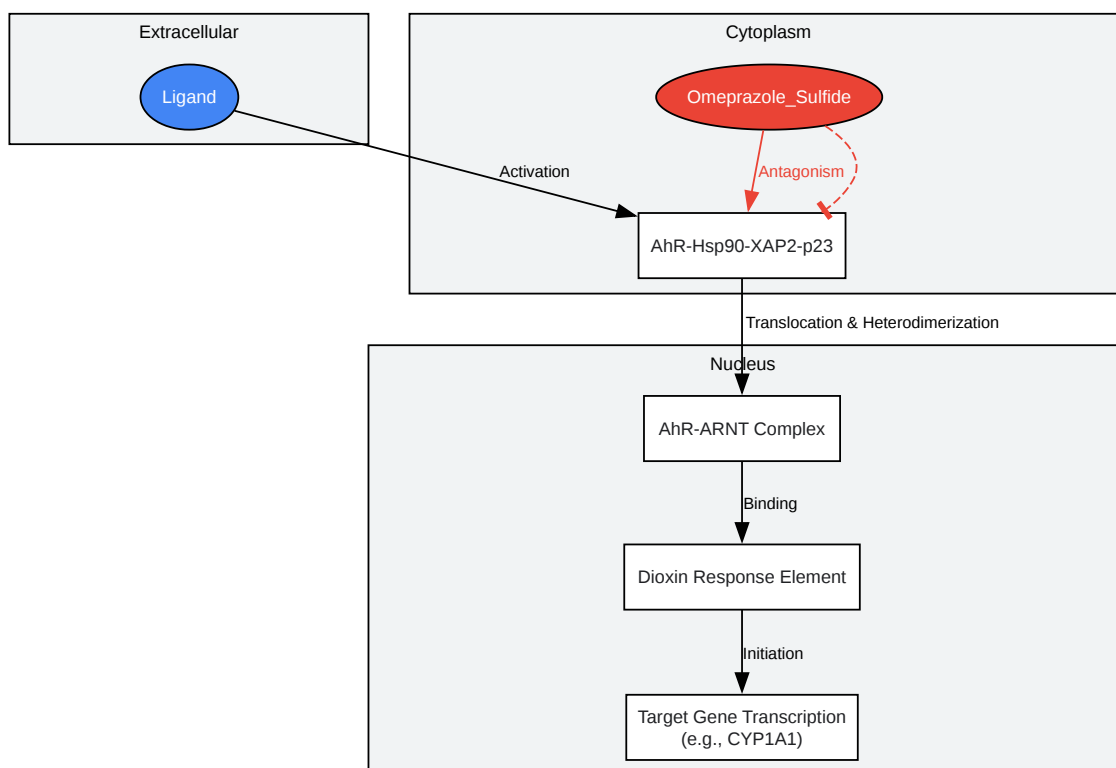 Extracellular
Cytoplasm
Ligand
Omeprazole_Sulfide
Activation
Antagonism
AhR-Hsp90-XAP2-p23
Translocation & Heterodimerization
Nucleus
AhR-ARNT Complex
Binding
Dioxin Response Element
Initiation
Target Gene Transcription
(e.g., CYP1A1)